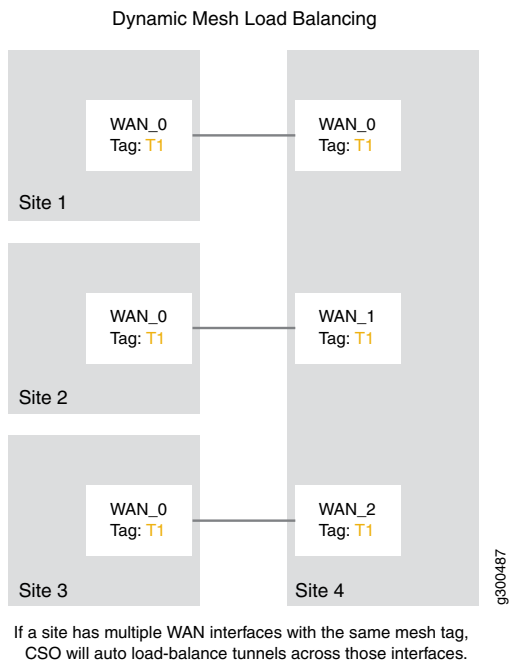 Dynamic Mesh Load Balancing
WAN_0
Tag: T1
WAN_0
Tag: T1
Site 1
WAN_0
Tag: T1
WAN_1
Tag: T1
Site 2
WAN_0
Tag: T1
WAN_2
Tag: T1
Site 3
Site 4
g300487
If a site has multiple WAN interfaces with the same mesh tag,
CSO will auto load-balance tunnels across those interfaces.